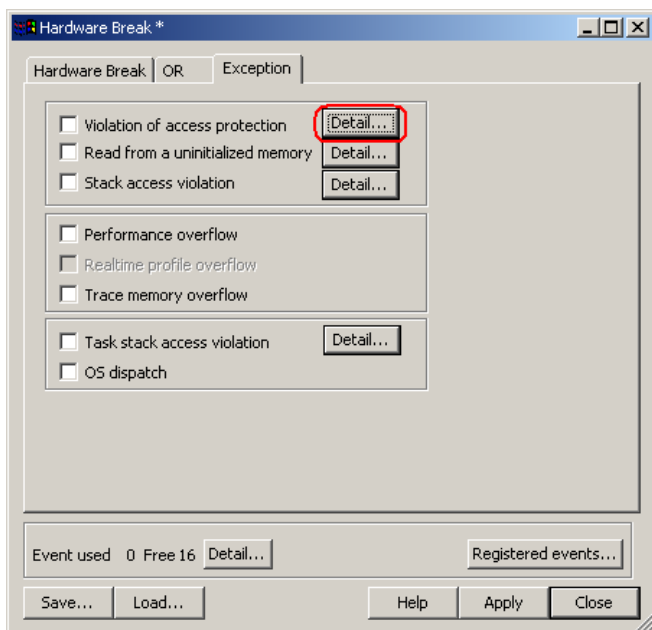 Hardware Break *
Hardware Break OR Exception
Violation of access protection Detail...
Read from a uninitialized memory Detail...
Stack access violation Detail...
Performance overflow
Realtime profile overflow
Trace memory overflow
Task stack access violation Detail...
OS dispatch
Event used 0 Free 16 Detail... Registered events...
Save... Load... Help Apply Close